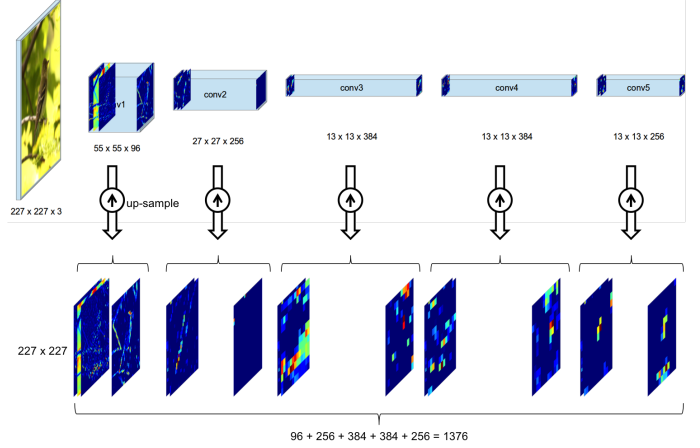 nv1
conv2
conv3
conv4
conv5
55 x 55 x 96
27 x 27 x 256
13 x 13 x 384
13 x 13 x 384
13 x 13 x 256
227 x 227 x 3
up-sample
227 x 227
96 + 256 + 384 + 384 + 256 = 1376